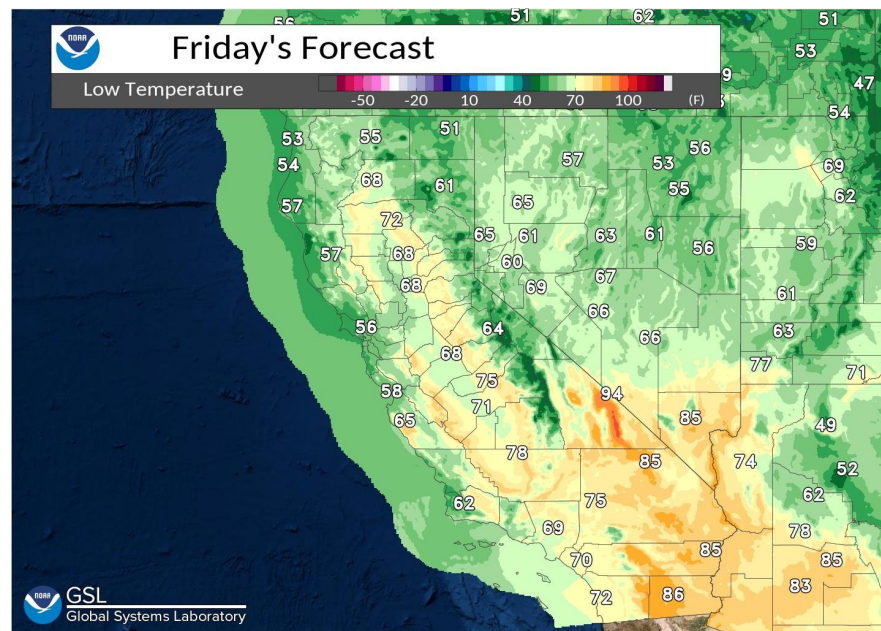 56 51 62 51
NOAA
Friday's Forecast
53
Low Temperature
-50 -20 10 40 70 100 (F)
47
54
53 55 51 57 56
54 53 69
68 61 55 62
57 72 65
65 61 63 61 56 59
57 68 60
68 69 67 61
56 64 66 66 63
68 77
75 71
58 71 94
65 85 49
78 85 74 52
62 75 62
69 78
70 85 85
72 86 83
NOAA GSL
Global Systems Laboratory